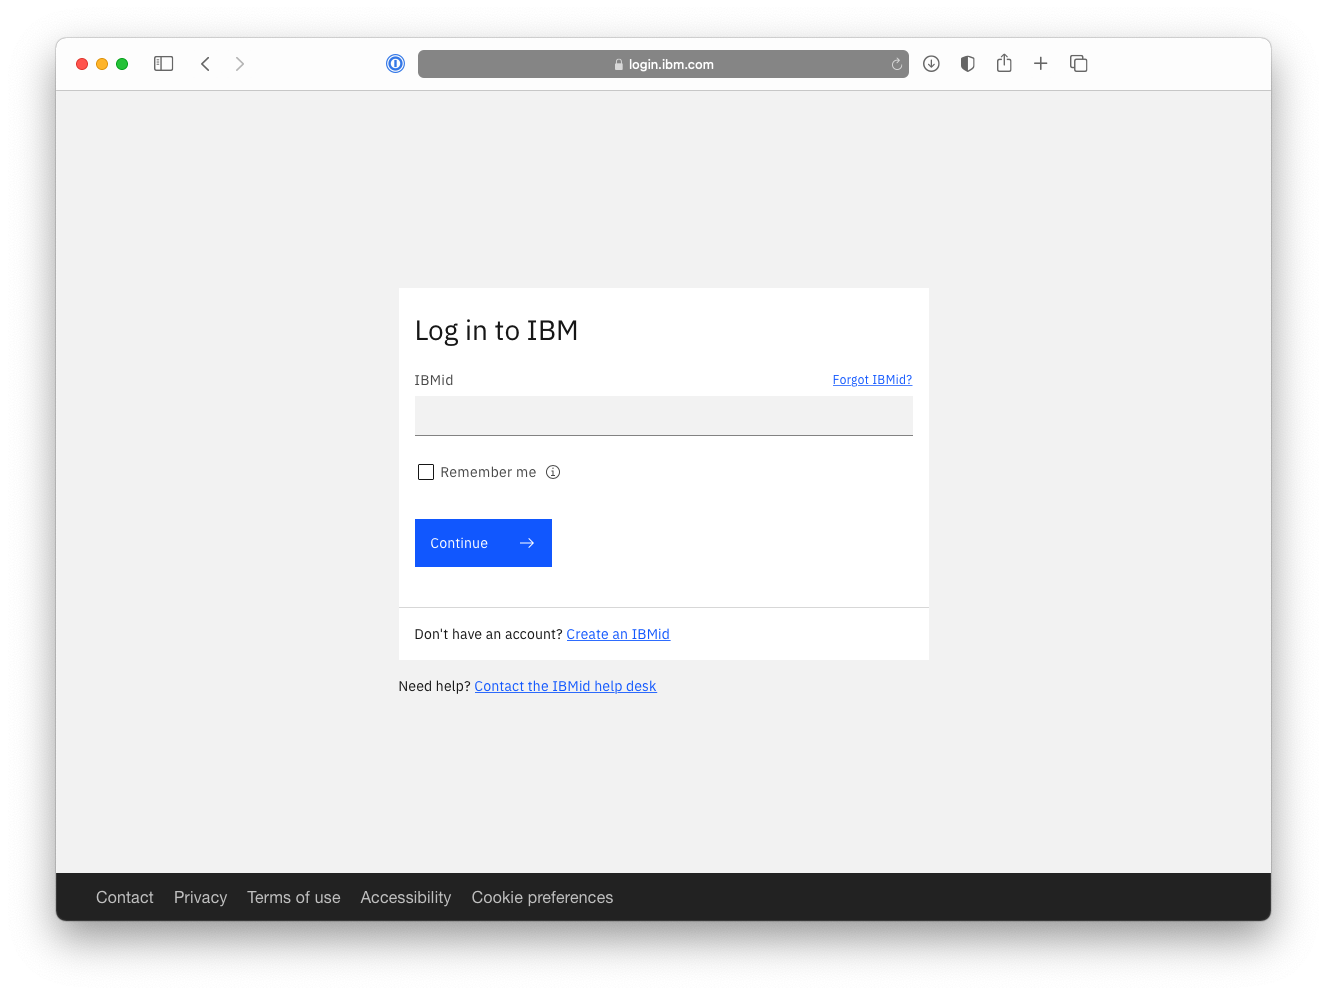 login.ibm.com
Log in to IBM
IBMid Forgot IBMid?
Remember me
Continue
Don't have an account? Create an IBMid
Need help? Contact the IBMid help desk
Contact Privacy Terms of use Accessibility Cookie preferences